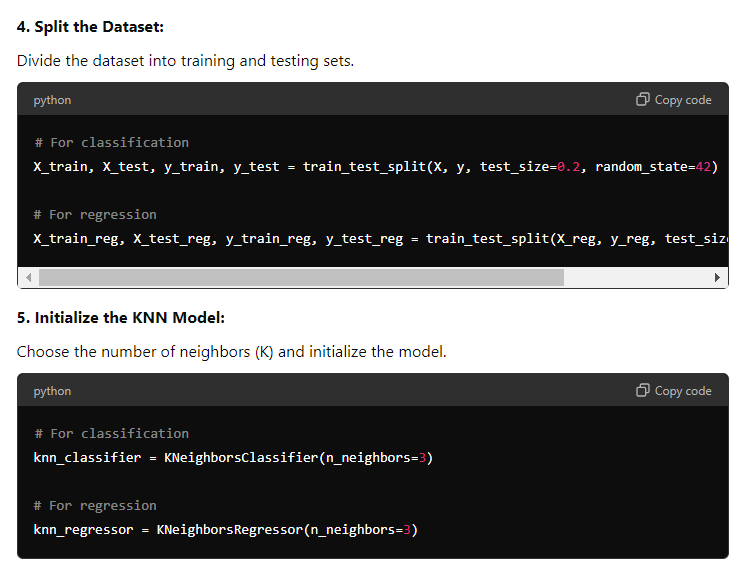 4. Split the Dataset:
Divide the dataset into training and testing sets.
python
Copy code
# For classification
X_train, X_test, y_train, y_test = train_test_split(X, y, test_size=0.2, random_state=42)
# For regression
X_train_reg, X_test_reg, y_train_reg, y_test_reg = train_test_split(X_reg, y_reg, test_siz
5. Initialize the KNN Model:
Choose the number of neighbors (K) and initialize the model.
python
Copy code
# For classification
knn_classifier = KNeighborsClassifier(n_neighbors=3)
# For regression
knn_regressor = KNeighborsRegressor(n_neighbors=3)